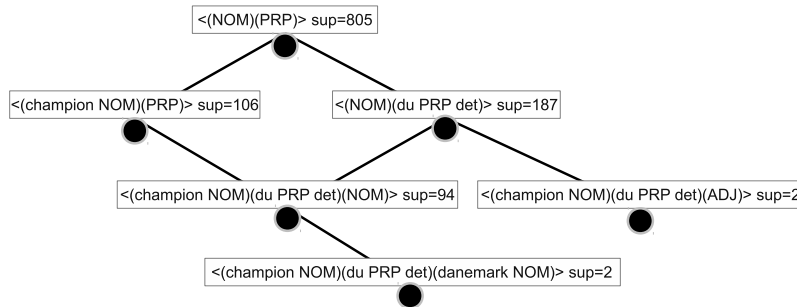 <(NOM)(PRP)> sup=805
<(champion NOM)(PRP)> sup=106
<(NOM)(du PRP det)> sup=187
<(champion NOM)(du PRP det)(NOM)> sup=94
<(champion NOM)(du PRP det)(ADJ)> sup=2
<(champion NOM)(du PRP det)(danemark NOM)> sup=2